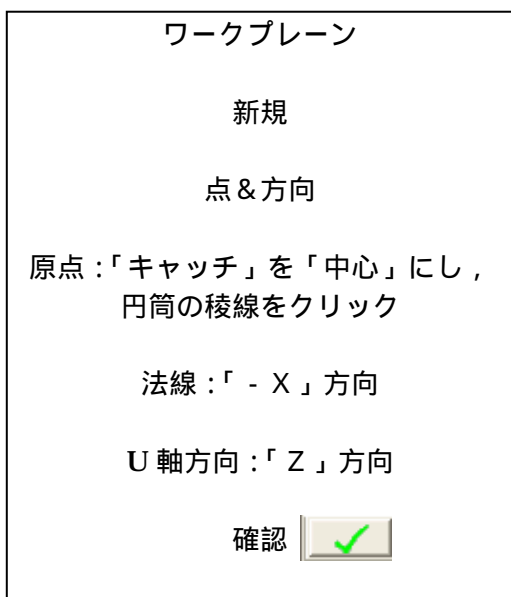 ワークプレーン
新規
点＆方向
原点：「キャッチ」を「中心」にし，
円筒の稜線をクリック
法線：「－Ｘ」方向
U 軸方向：「Ｚ」方向
確認